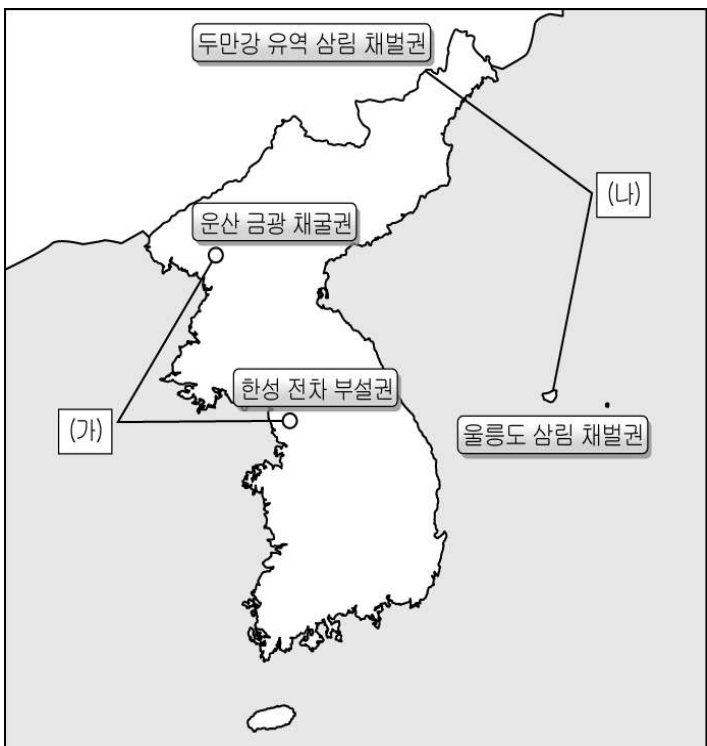 두만강 유역 삼림 채벌권
(나)
운산 금광 채굴권
한성 전차 부설권
(가)
울릉도 삼림 채벌권